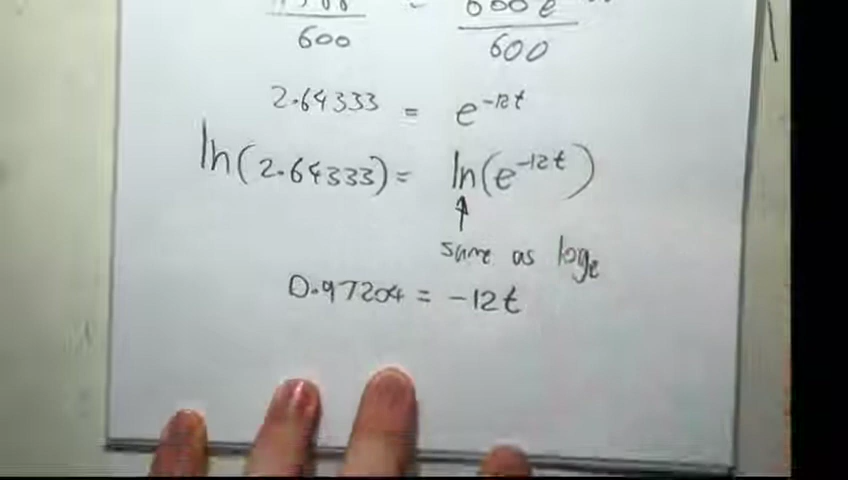 600 600
2.64333 = e^-12t
ln(2.64333) = ln(e^-12t)
↑
same as logₑ
0.97204 = -12t